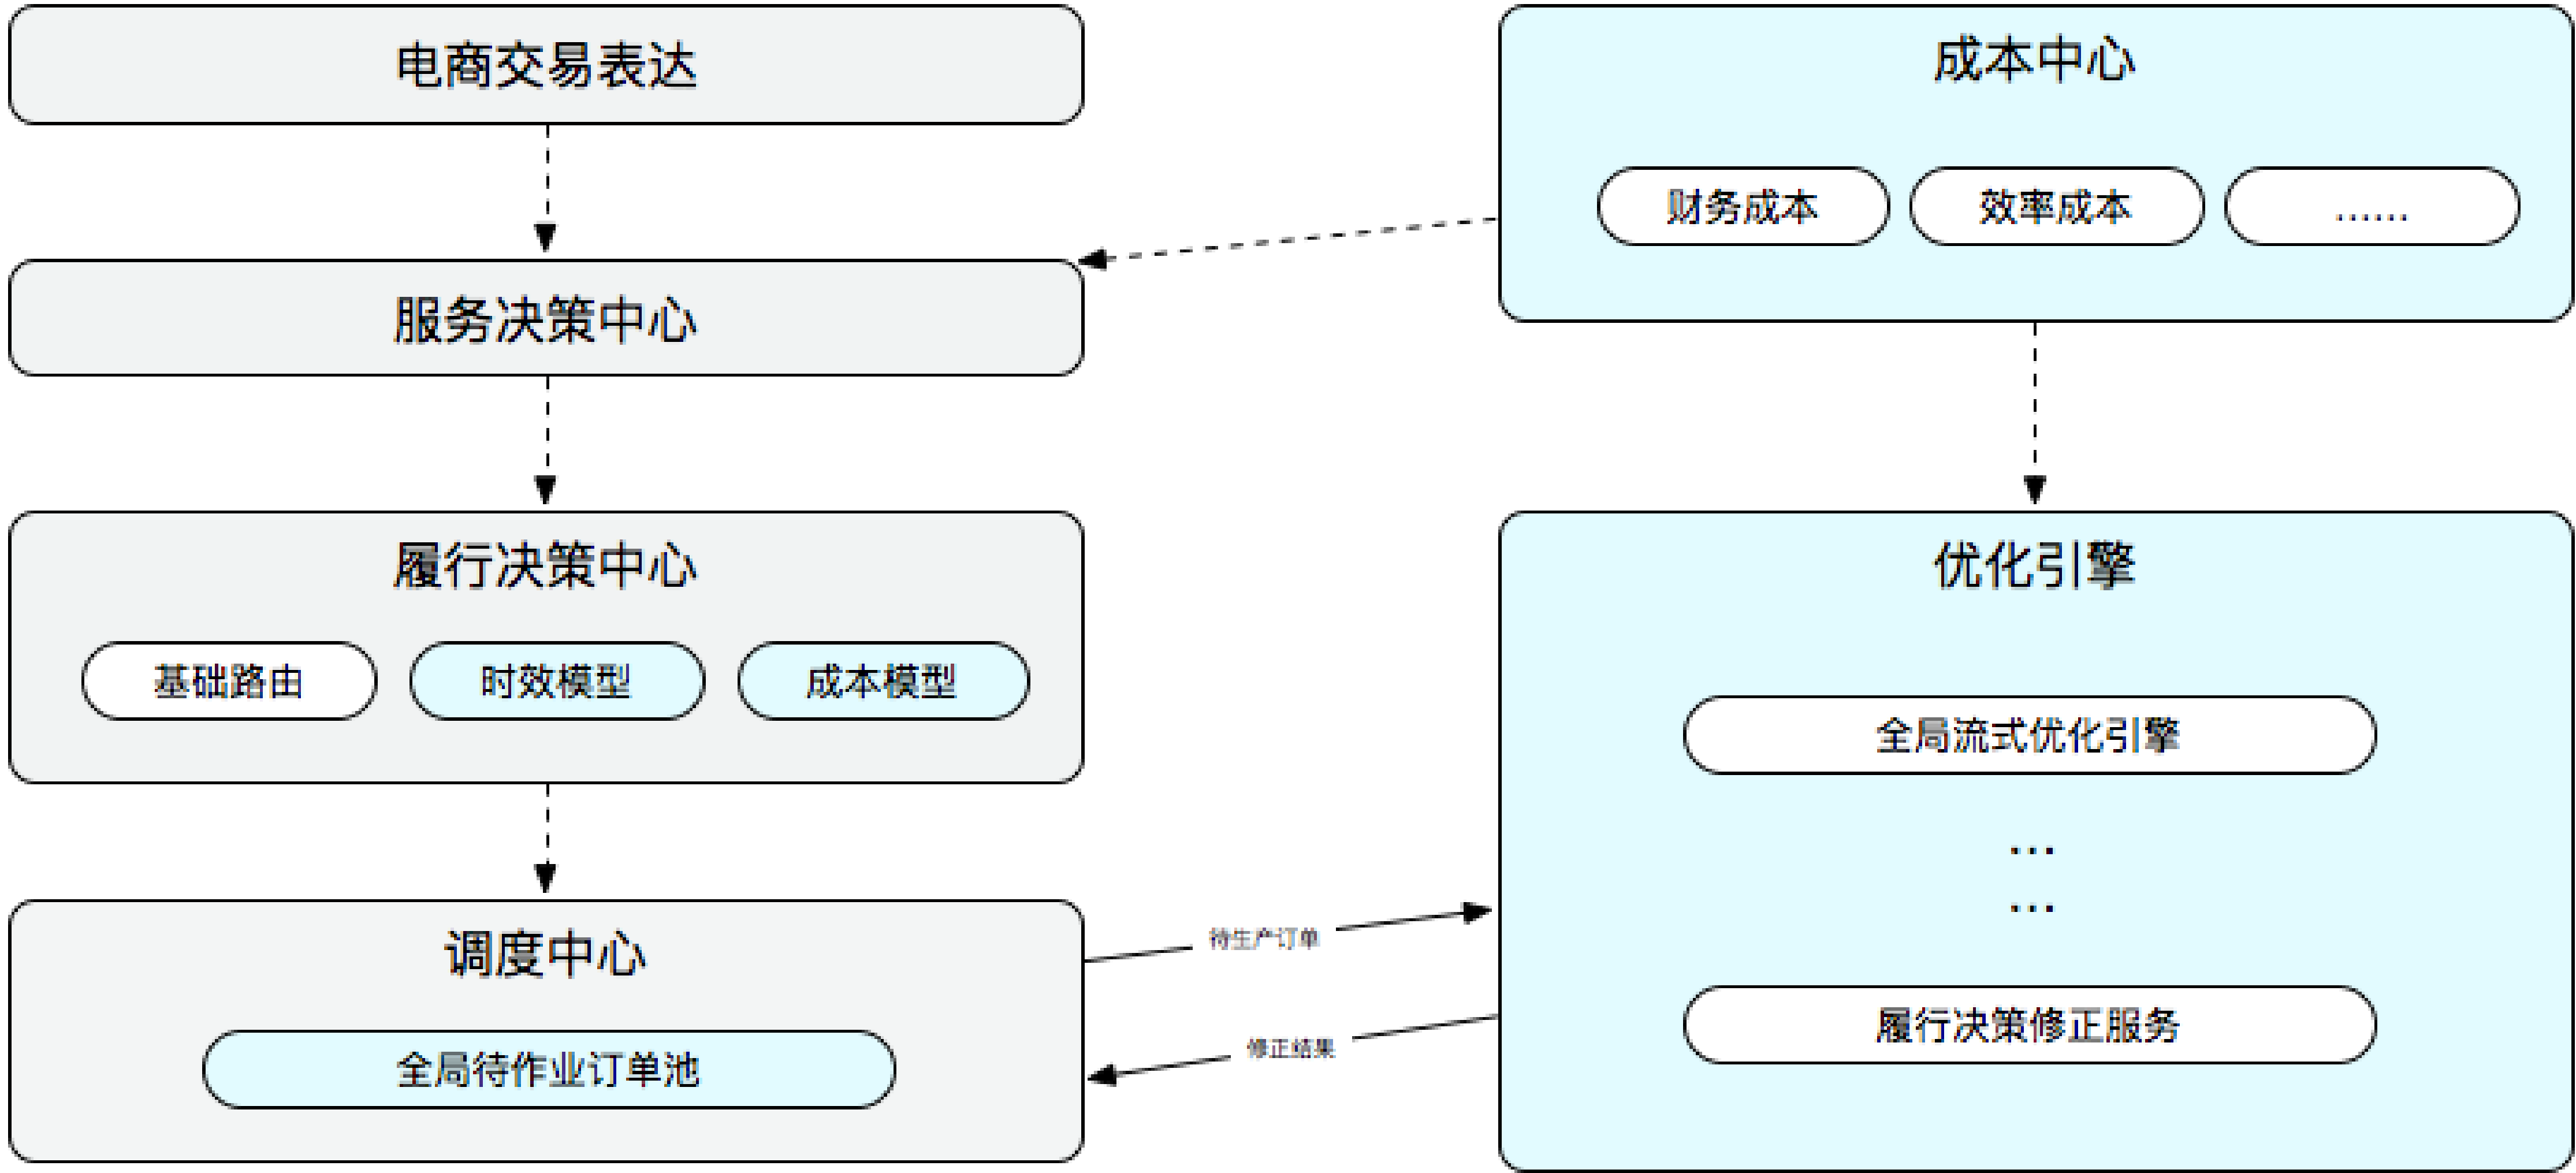 电商交易表达
服务决策中心
履行决策中心
基础路由
时效模型
成本模型
调度中心
全局待作业订单池
待生产订单
修正结果
成本中心
财务成本
效率成本
……
优化引擎
全局流式优化引擎
…
…
履行决策修正服务